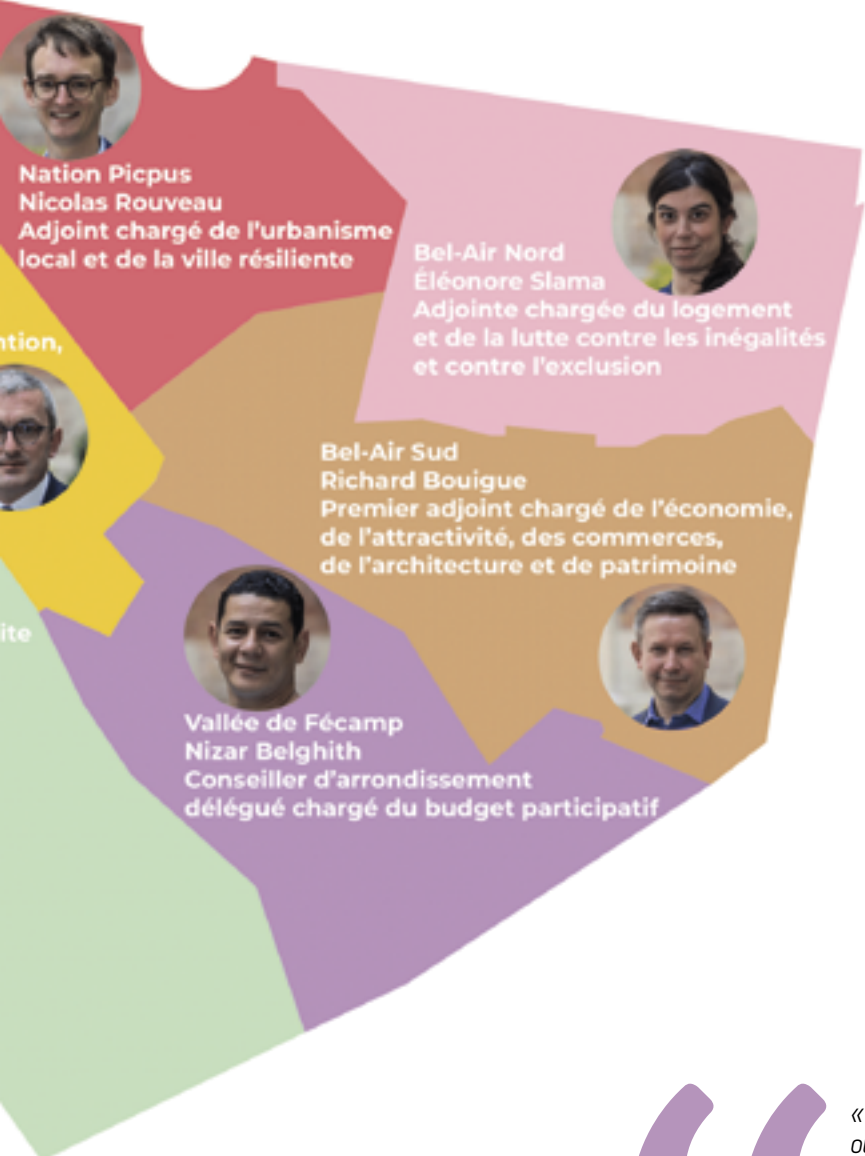 Nation Picpus
Nicolas Rouveau
Adjoint chargé de l'urbanisme
local et de la ville résiliente
Bel-Air Nord
Éléonore Slama
Adjointe chargée du logement
et de la lutte contre les inégalités
et contre l'exclusion
ntion,
Bel-Air Sud
Richard Bouigue
Premier adjoint chargé de l'économie,
de l'attractivité, des commerces,
de l'architecture et de patrimoine
ite
Vallée de Fécamp
Nizar Belghith
Conseiller d'arrondissement
délégué chargé du budget participatif
«